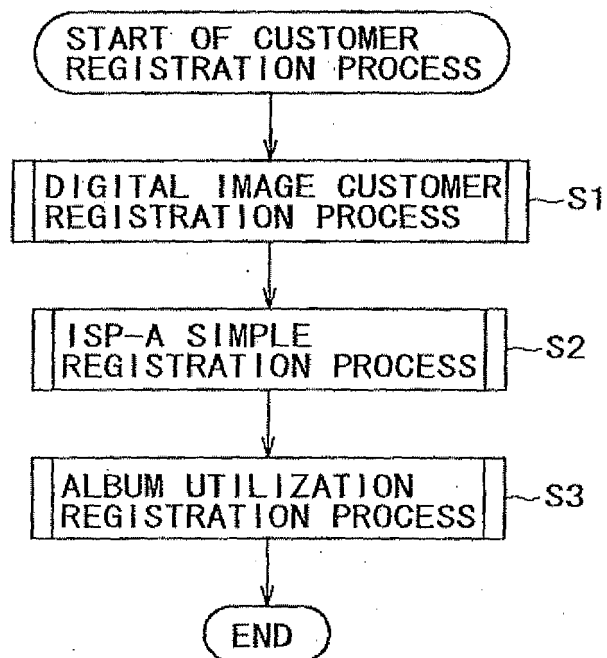 START OF CUSTOMER
REGISTRATION PROCESS
DIGITAL IMAGE CUSTOMER
REGISTRATION PROCESS
S1
ISP-A SIMPLE
REGISTRATION PROCESS
S2
ALBUM UTILIZATION
REGISTRATION PROCESS
S3
END